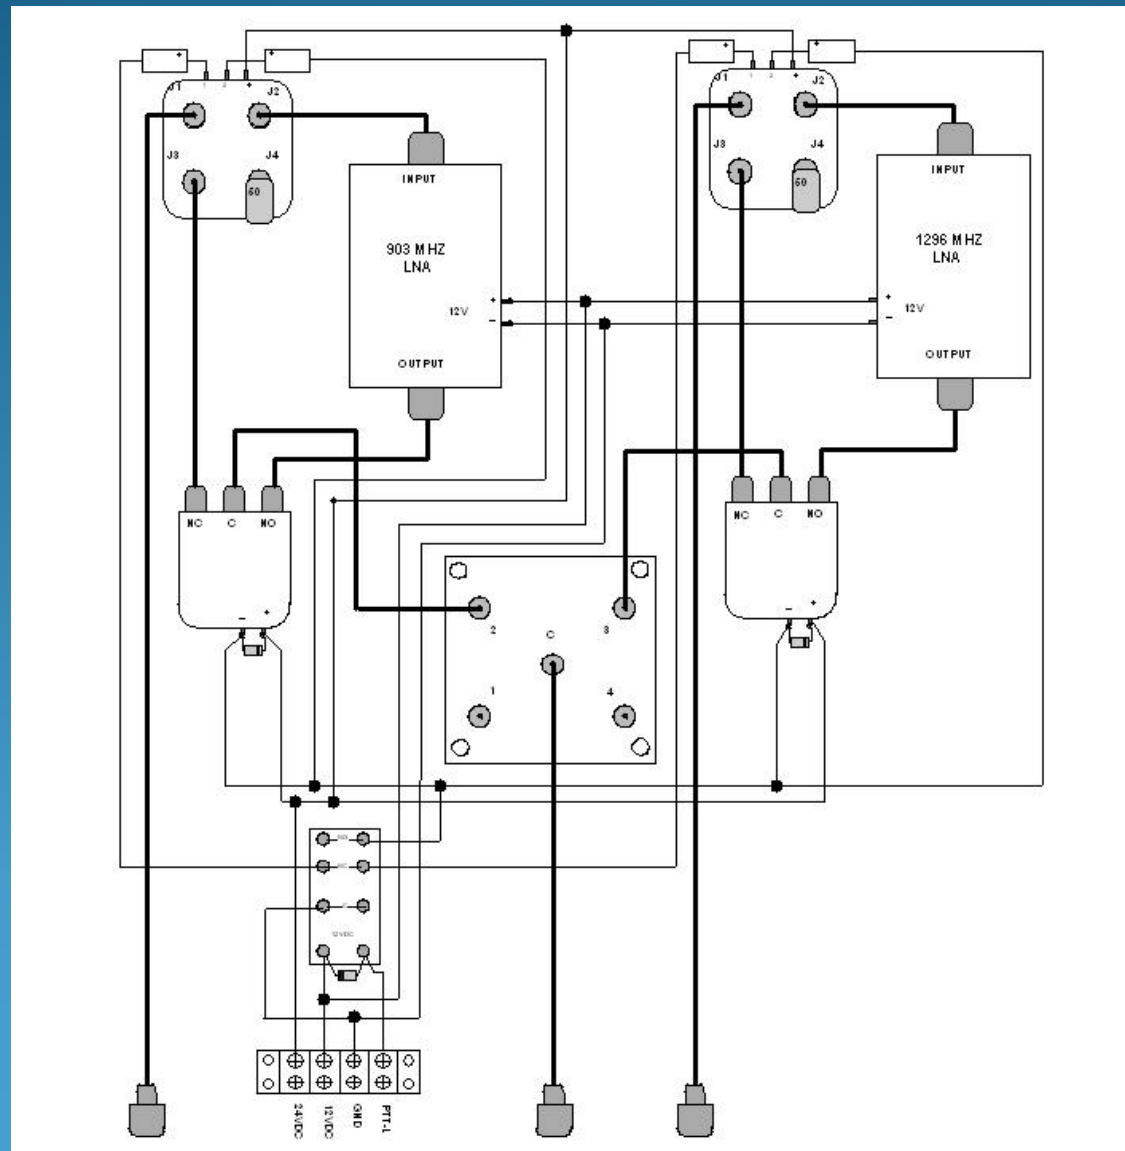 +
+
+
+
J1
1
2
+
J2
J3
J4
50
J1
1
2
+
J2
J3
J4
50
INPUT
903 MHZ
LNA
+
12V
−
OUTPUT
INPUT
1296 MHZ
LNA
+
12V
−
OUTPUT
NC C NO
− +
NC C NO
− +
2
3
C
1
4
NO
NC
C
12VDC
24VDC
12VDC
GND
PTT-L